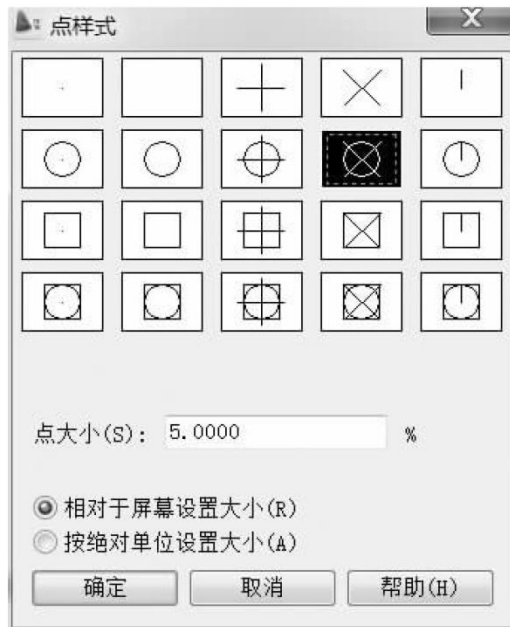 点样式
点大小(S): 5.0000 %
相对于屏幕设置大小(R)
按绝对单位设置大小(A)
确定 取消 帮助(H)